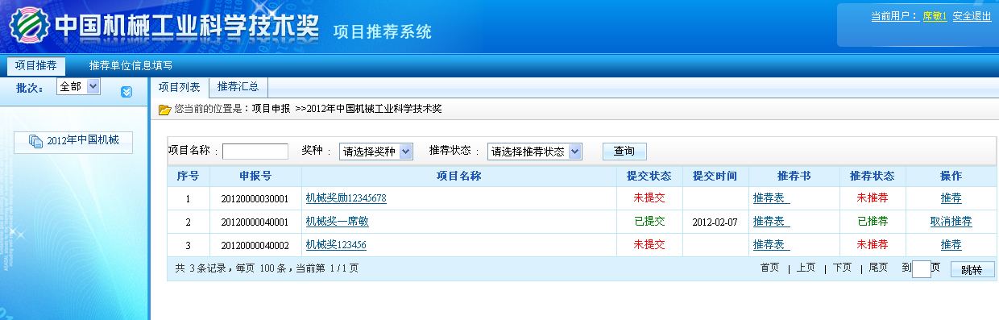 中国机械工业科学技术奖 项目推荐系统
当前用户： 席敏1 安全退出
项目推荐 推荐单位信息填写
批次： 全部
项目列表 推荐汇总
您当前的位置是：项目申报 >>2012年中国机械工业科学技术奖
2012年中国机械
项目名称 : 奖种 : 请选择奖种 推荐状态 : 请选择推荐状态 查询
序号 申报号 项目名称 提交状态 提交时间 推荐书 推荐状态 操作
1 20120000030001 机械奖励12345678 未提交 推荐表 未推荐 推荐
2 20120000040001 机械奖一席敏 已提交 2012-02-07 推荐表 已推荐 取消推荐
3 20120000040002 机械奖123456 未提交 推荐表 未推荐 推荐
共 3 条记录，每页 100 条，当前第 1 / 1 页 首页 | 上页 | 下页 | 尾页 到 页 跳转